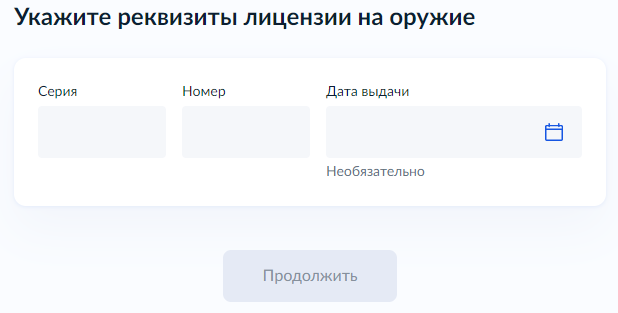 Укажите реквизиты лицензии на оружие
Серия Номер Дата выдачи
Необязательно
Продолжить